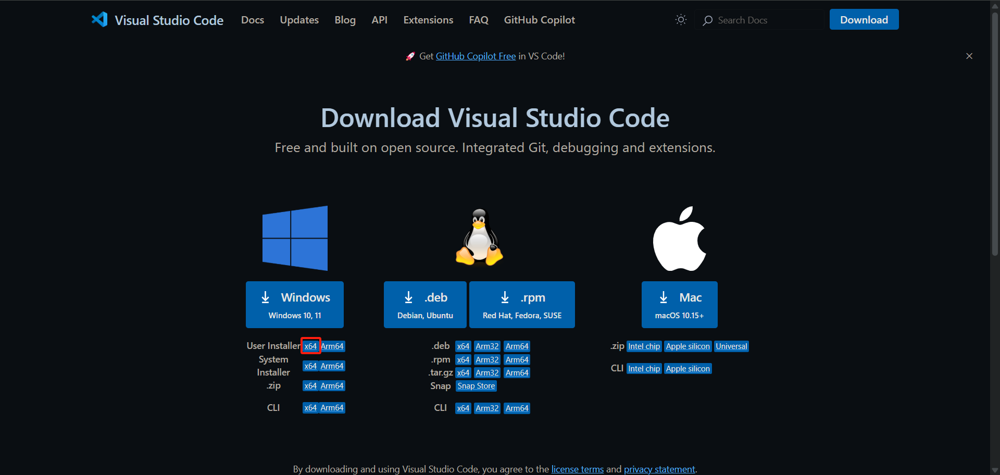 Visual Studio Code Docs Updates Blog API Extensions FAQ GitHub Copilot Search Docs Download
🚀 Get GitHub Copilot Free in VS Code!
Download Visual Studio Code
Free and built on open source. Integrated Git, debugging and extensions.
Windows
Windows 10, 11
User Installer x64 Arm64
System Installer x64 Arm64
.zip x64 Arm64
CLI x64 Arm64
.deb
Debian, Ubuntu
.rpm
Red Hat, Fedora, SUSE
.deb x64 Arm32 Arm64
.rpm x64 Arm32 Arm64
.tar.gz x64 Arm32 Arm64
Snap Snap Store
CLI x64 Arm32 Arm64
Mac
macOS 10.15+
.zip Intel chip Apple silicon Universal
CLI Intel chip Apple silicon
By downloading and using Visual Studio Code, you agree to the license terms and privacy statement.